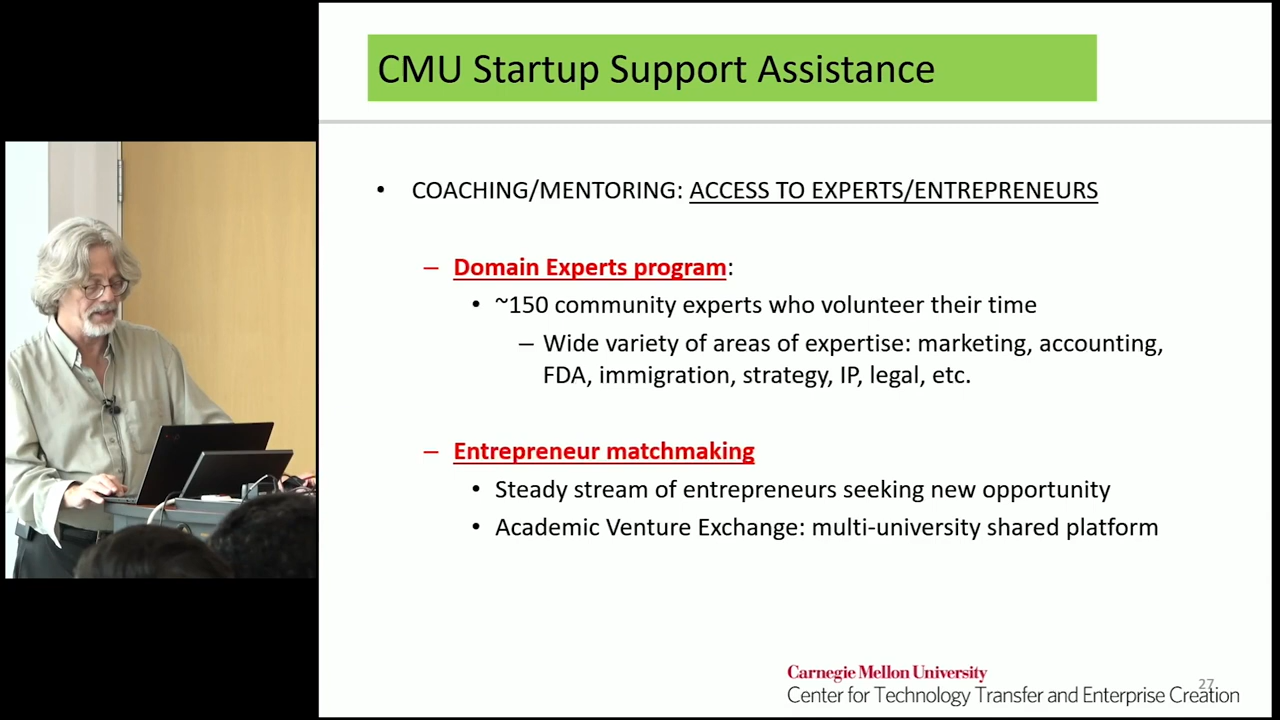 CMU Startup Support Assistance
• COACHING/MENTORING: ACCESS TO EXPERTS/ENTREPRENEURS
– Domain Experts program:
• ~150 community experts who volunteer their time
– Wide variety of areas of expertise: marketing, accounting,
FDA, immigration, strategy, IP, legal, etc.
– Entrepreneur matchmaking
• Steady stream of entrepreneurs seeking new opportunity
• Academic Venture Exchange: multi-university shared platform
Carnegie Mellon University
27
Center for Technology Transfer and Enterprise Creation